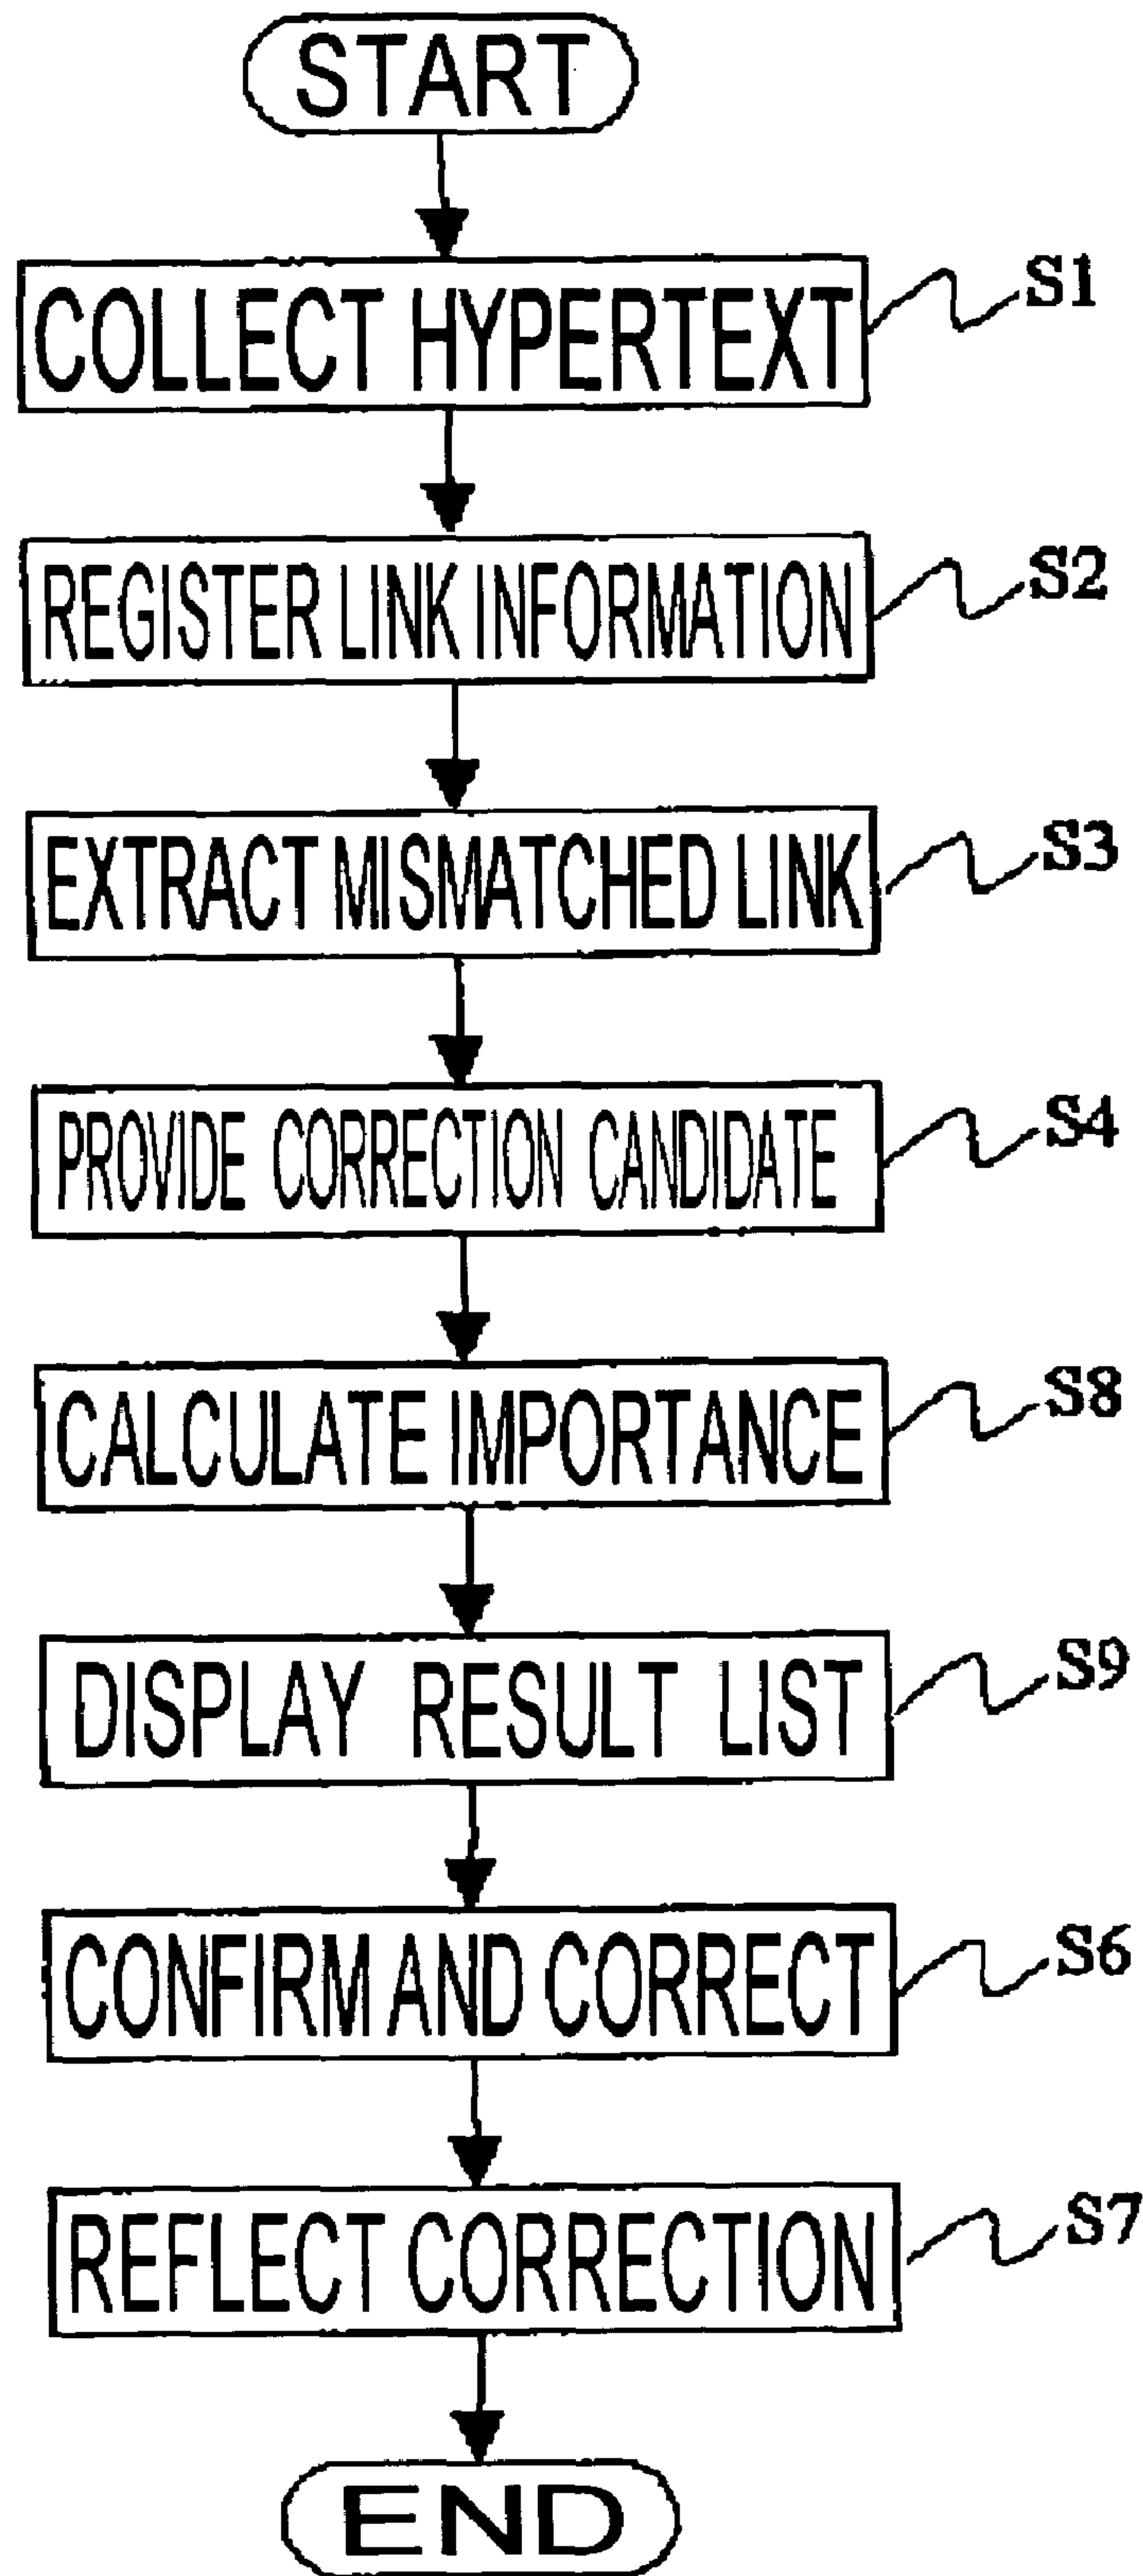 START
COLLECT HYPERTEXT
S1
REGISTER LINK INFORMATION
S2
EXTRACT MISMATCHED LINK
S3
PROVIDE CORRECTION CANDIDATE
S4
CALCULATE IMPORTANCE
S8
DISPLAY RESULT LIST
S9
CONFIRM AND CORRECT
S6
REFLECT CORRECTION
S7
END